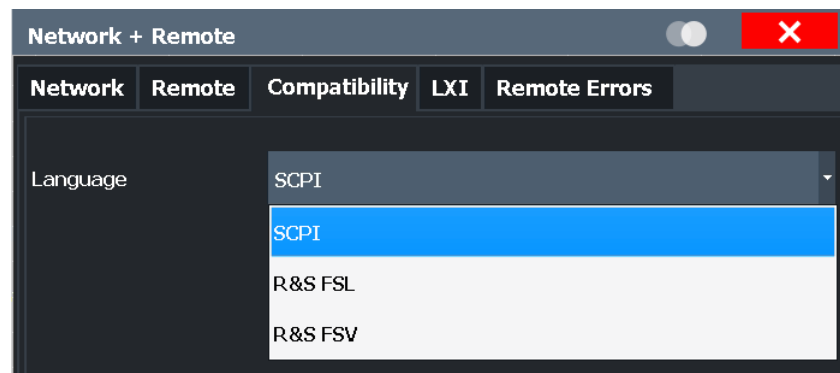 Network + Remote
Network Remote Compatibility LXI Remote Errors
Language SCPI
SCPI
R&S FSL
R&S FSV